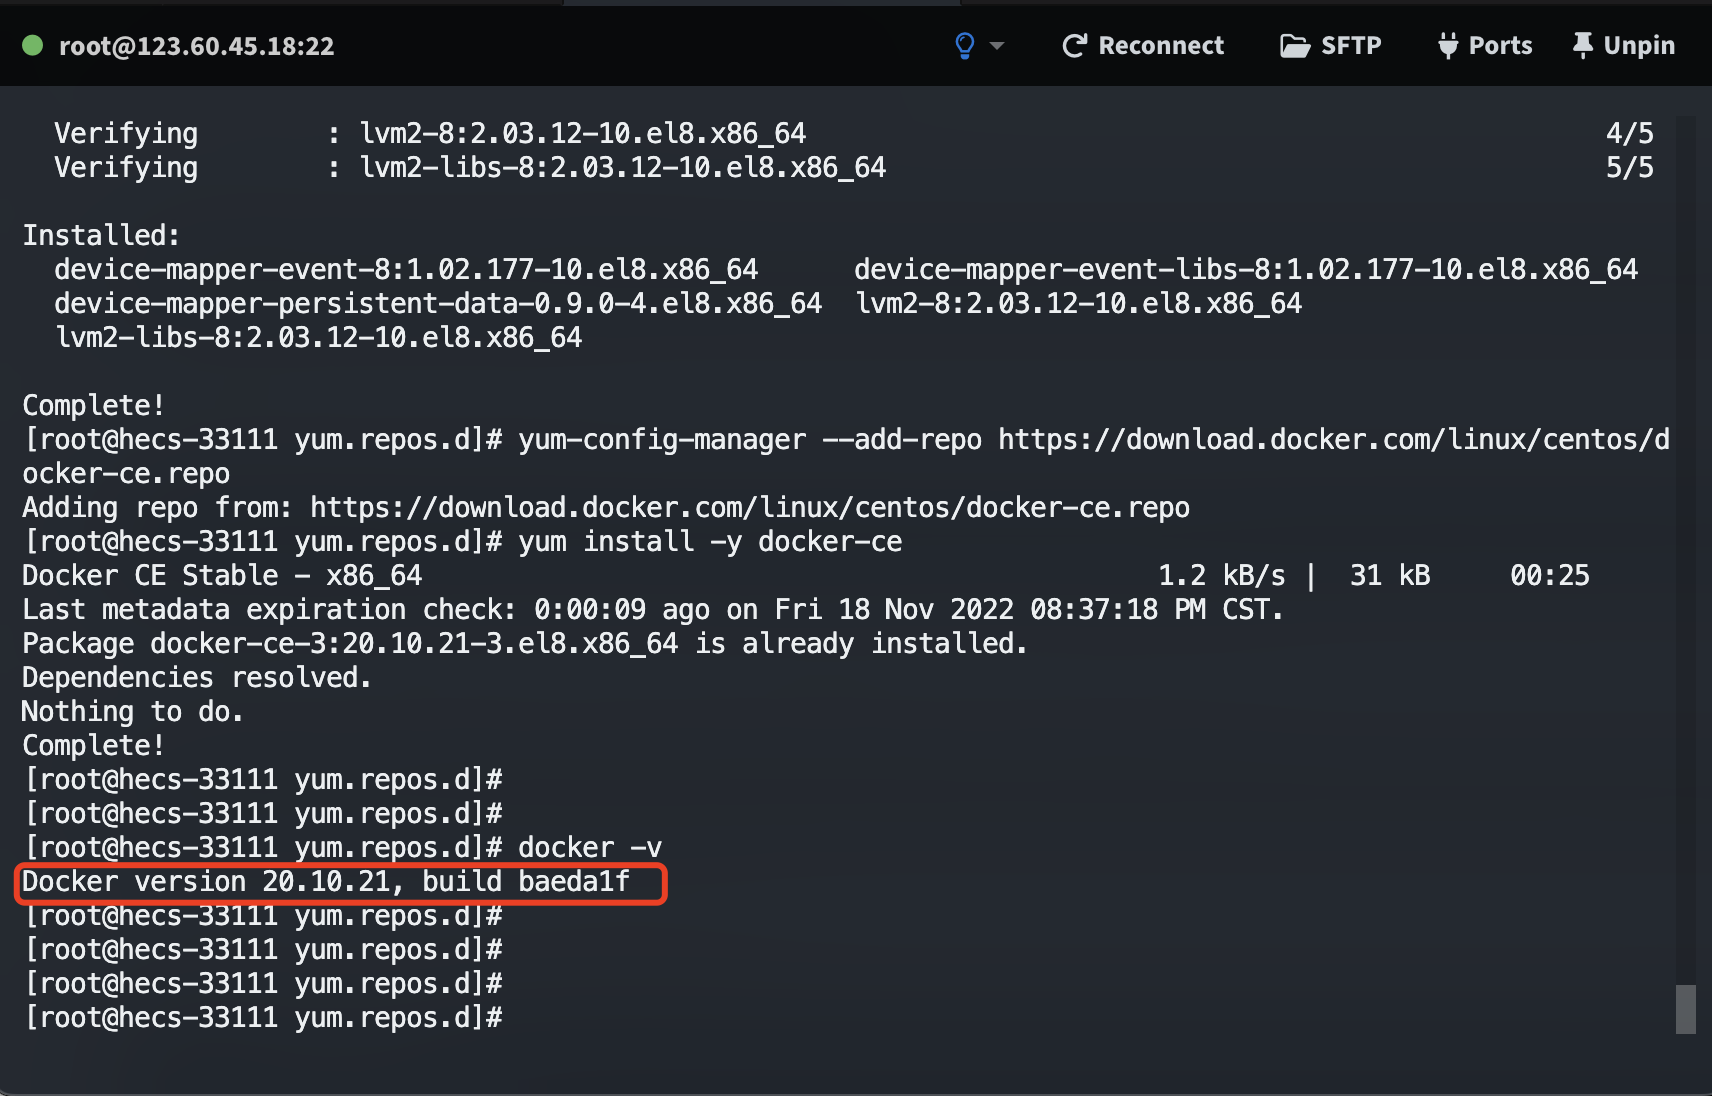 root@123.60.45.18:22 Reconnect SFTP Ports Unpin
Verifying : lvm2-8:2.03.12-10.el8.x86_64 4/5
Verifying : lvm2-libs-8:2.03.12-10.el8.x86_64 5/5
Installed:
device-mapper-event-8:1.02.177-10.el8.x86_64 device-mapper-event-libs-8:1.02.177-10.el8.x86_64
device-mapper-persistent-data-0.9.0-4.el8.x86_64 lvm2-8:2.03.12-10.el8.x86_64
lvm2-libs-8:2.03.12-10.el8.x86_64
Complete!
[root@hecs-33111 yum.repos.d]# yum-config-manager --add-repo https://download.docker.com/linux/centos/d
ocker-ce.repo
Adding repo from: https://download.docker.com/linux/centos/docker-ce.repo
[root@hecs-33111 yum.repos.d]# yum install -y docker-ce
Docker CE Stable - x86_64 1.2 kB/s | 31 kB 00:25
Last metadata expiration check: 0:00:09 ago on Fri 18 Nov 2022 08:37:18 PM CST.
Package docker-ce-3:20.10.21-3.el8.x86_64 is already installed.
Dependencies resolved.
Nothing to do.
Complete!
[root@hecs-33111 yum.repos.d]#
[root@hecs-33111 yum.repos.d]#
[root@hecs-33111 yum.repos.d]# docker -v
Docker version 20.10.21, build baeda1f
[root@hecs-33111 yum.repos.d]#
[root@hecs-33111 yum.repos.d]#
[root@hecs-33111 yum.repos.d]#
[root@hecs-33111 yum.repos.d]#